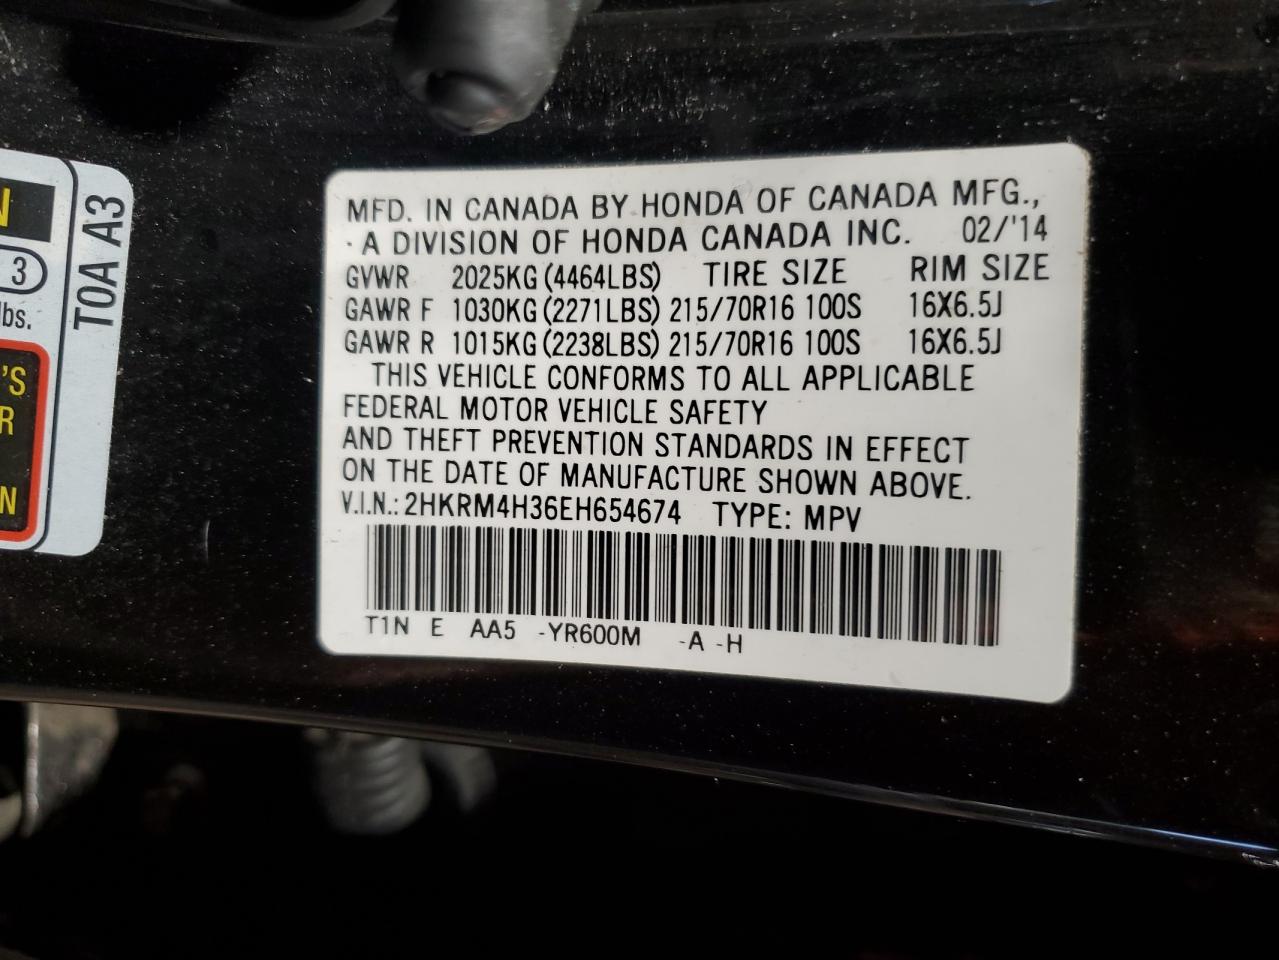 MFD. IN CANADA BY HONDA OF CANADA MFG.,
A DIVISION OF HONDA CANADA INC. 02/'14
GVWR 2025KG (4464LBS) TIRE SIZE RIM SIZE
GAWR F 1030KG (2271LBS) 215/70R16 100S 16X6.5J
GAWR R 1015KG (2238LBS) 215/70R16 100S 16X6.5J
THIS VEHICLE CONFORMS TO ALL APPLICABLE
FEDERAL MOTOR VEHICLE SAFETY
AND THEFT PREVENTION STANDARDS IN EFFECT
ON THE DATE OF MANUFACTURE SHOWN ABOVE.
V.I.N.: 2HKRM4H36EH654674 TYPE: MPV
T1N E AA5 -YR600M -A -H
N
3
lbs.
'S
R
N
T0A A3